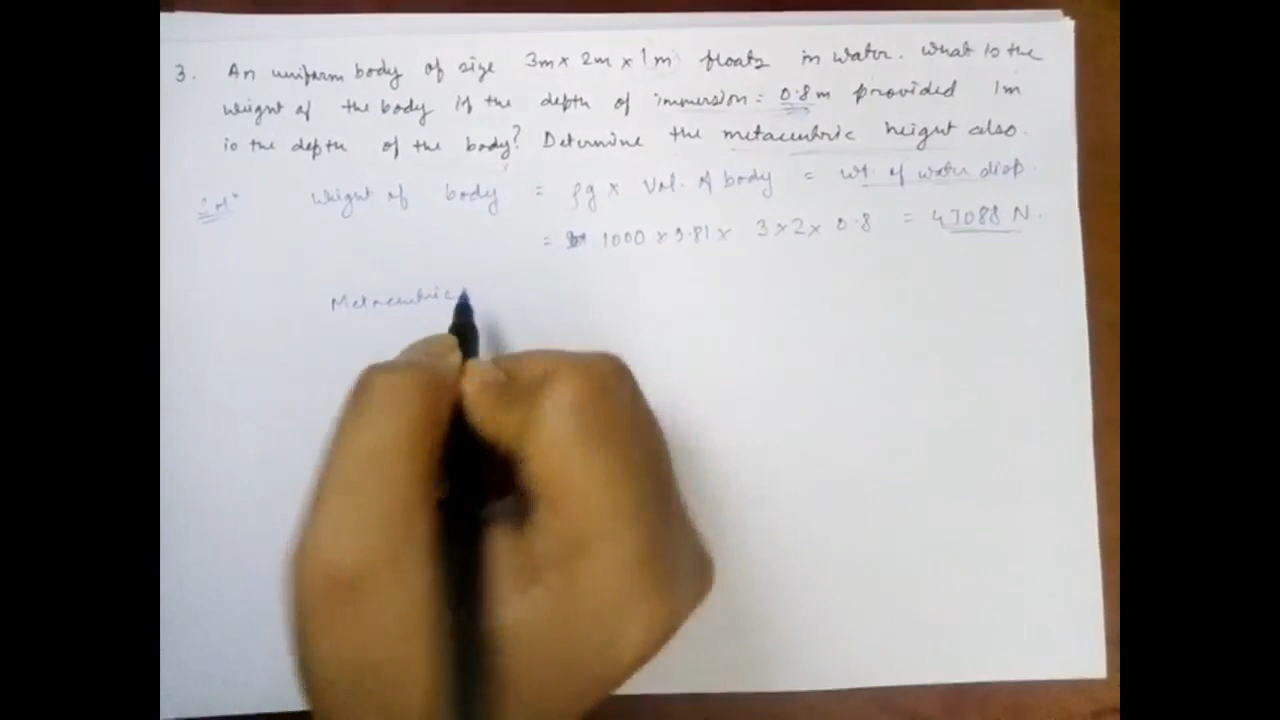 3. An uniform body of size 3m x 2m x 1m floats in water. What is the
weight of the body if the depth of immersion = 0.8m provided 1m
is the depth of the body? Determine the metacentric height also.
Solⁿ Weight of body = ρg x Vol. of body = wt. of water disp.
= 1000 x 9.81 x 3 x 2 x 0.8 = 47088 N.
Metacentric